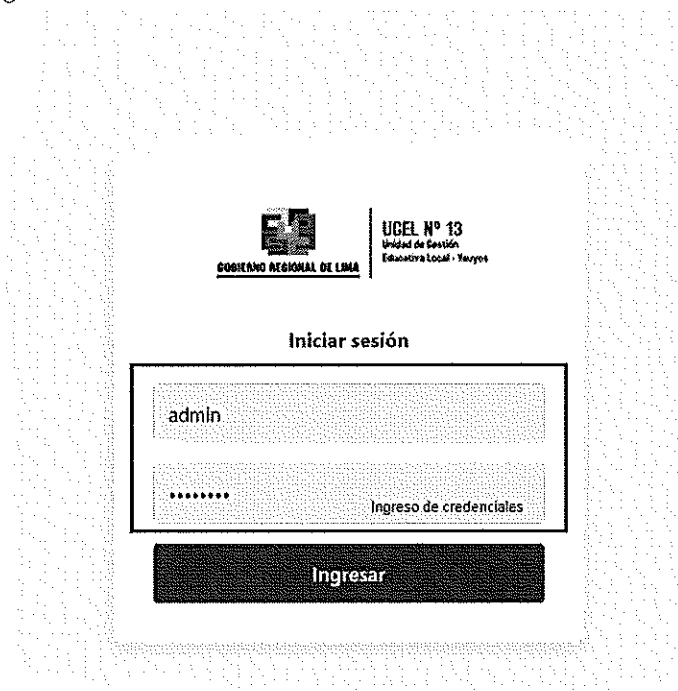 GOBIERNO REGIONAL DE LIMA
UGEL Nº 13
Unidad de Gestión
Educativa Local - Yauyos
Iniciar sesión
admin
••••••••
Ingreso de credenciales
Ingresar